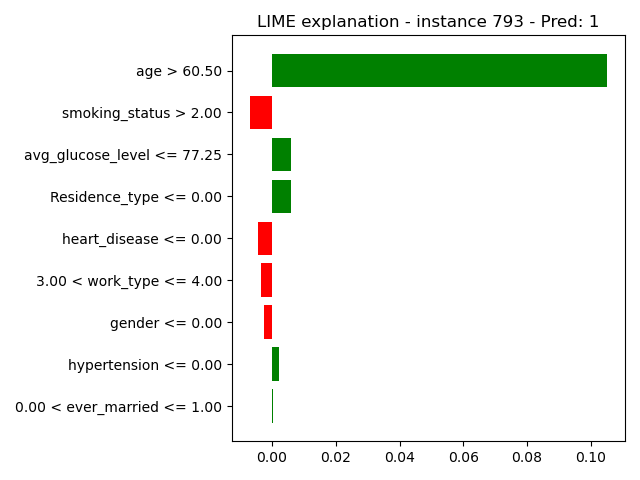 LIME explanation - instance 793 - Pred: 1
age > 60.50
smoking_status > 2.00
avg_glucose_level <= 77.25
Residence_type <= 0.00
heart_disease <= 0.00
3.00 < work_type <= 4.00
gender <= 0.00
hypertension <= 0.00
0.00 < ever_married <= 1.00
0.00 0.02 0.04 0.06 0.08 0.10